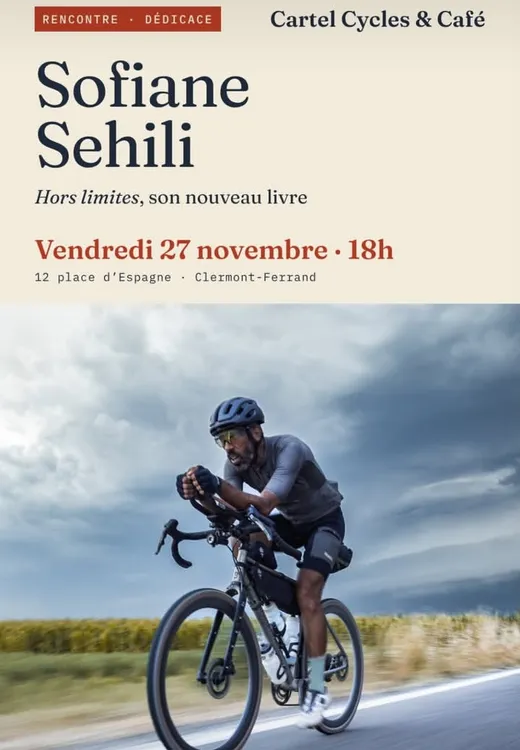 RENCONTRE · DÉDICACE
Cartel Cycles & Café
Sofiane
Sehili
Hors limites, son nouveau livre
Vendredi 27 novembre · 18h
12 place d’Espagne · Clermont-Ferrand